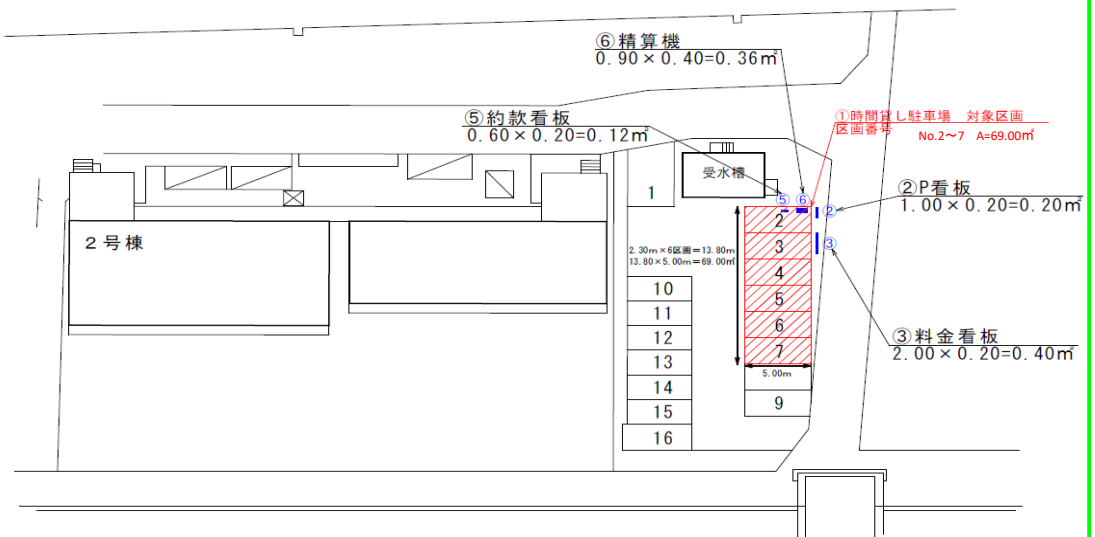 ⑥精算機
0.90×0.40=0.36㎡
⑤約款看板
0.60×0.20=0.12㎡
①時間貸し駐車場 対象区画
区画番号 No.2～7 A=69.00㎡
受水槽
1
⑤ ⑥
②P看板
1.00×0.20=0.20㎡
②
2
2号棟
3
③
2.30m×6区画＝13.80m
13.80×5.00m＝69.00㎡
4
10
5
11
6
12
③料金看板
2.00×0.20=0.40㎡
7
13
5.00m
14
9
15
16